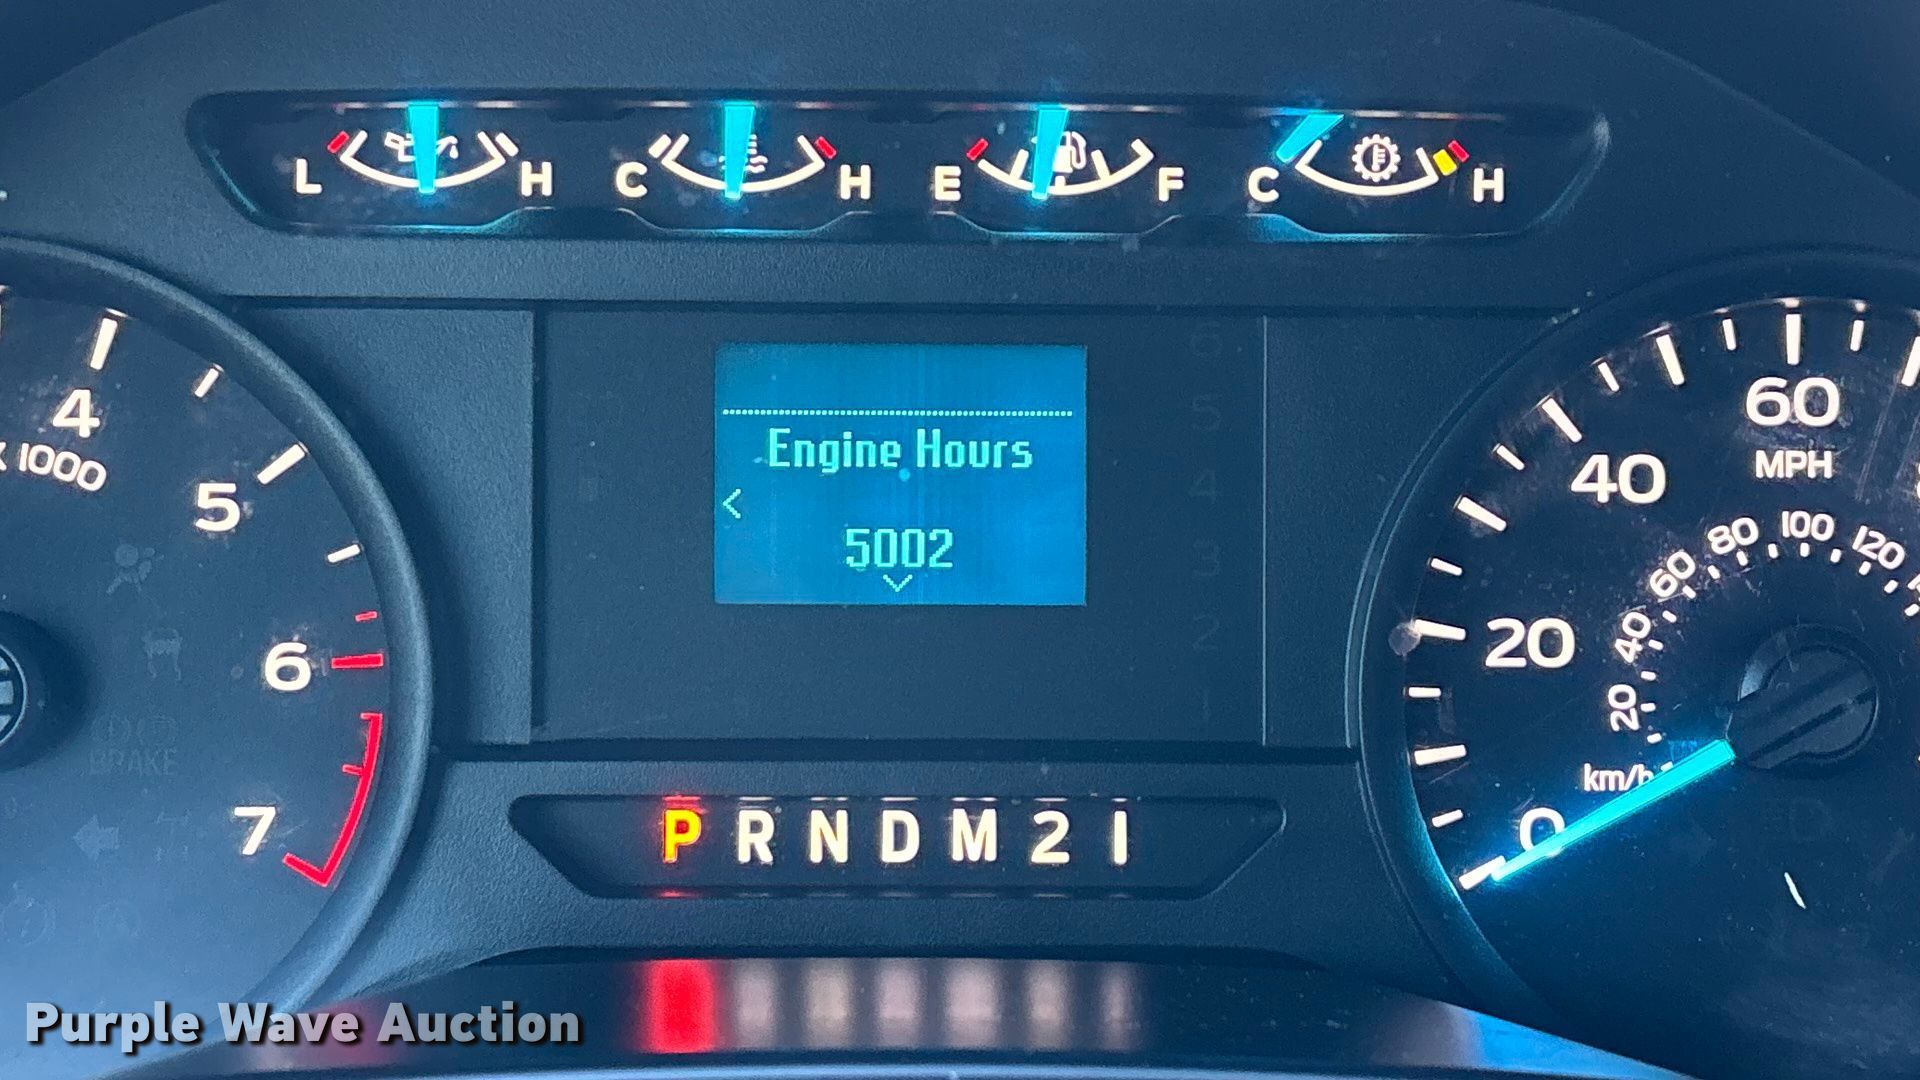 L H C H E F C H
4
X 1000
5
6
7
BRAKE
Engine Hours
<
5002
P R N D M 2 1
60
MPH
40
20
0
20 40 60 80 100 120
km/h
Purple Wave Auction